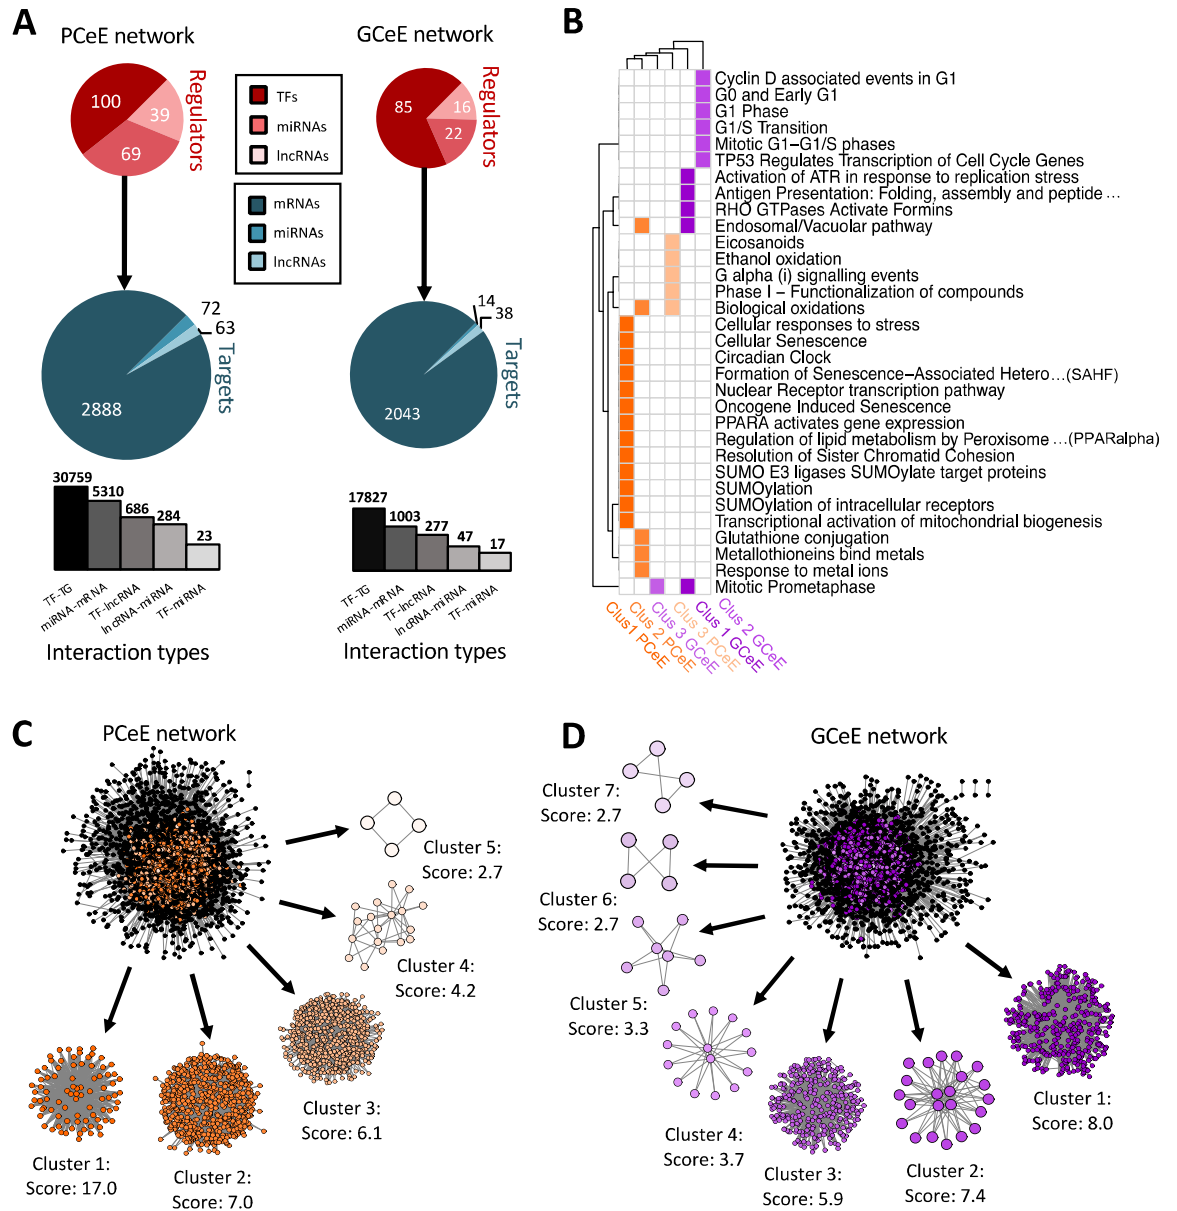 A
PCeE network
GCeE network
100
39
69
Regulators
85
16
22
Regulators
TFs
miRNAs
lncRNAs
mRNAs
miRNAs
lncRNAs
72
63
2888
Targets
14
38
2043
Targets
30759
5310
686
284
23
TF-TG
miRNA-mRNA
TF-lncRNA
lncRNA-miRNA
TF-miRNA
Interaction types
17827
1003
277
47
17
TF-TG
miRNA-mRNA
TF-lncRNA
lncRNA-miRNA
TF-miRNA
Interaction types
B
Cyclin D associated events in G1
G0 and Early G1
G1 Phase
G1/S Transition
Mitotic G1−G1/S phases
TP53 Regulates Transcription of Cell Cycle Genes
Activation of ATR in response to replication stress
Antigen Presentation: Folding, assembly and peptide ...
RHO GTPases Activate Formins
Endosomal/Vacuolar pathway
Eicosanoids
Ethanol oxidation
G alpha (i) signalling events
Phase I − Functionalization of compounds
Biological oxidations
Cellular responses to stress
Cellular Senescence
Circadian Clock
Formation of Senescence−Associated Hetero...(SAHF)
Nuclear Receptor transcription pathway
Oncogene Induced Senescence
PPARA activates gene expression
Regulation of lipid metabolism by Peroxisome ...(PPARalpha)
Resolution of Sister Chromatid Cohesion
SUMO E3 ligases SUMOylate target proteins
SUMOylation
SUMOylation of intracellular receptors
Transcriptional activation of mitochondrial biogenesis
Glutathione conjugation
Metallothioneins bind metals
Response to metal ions
Mitotic Prometaphase
Clus1 PCeE
Clus 2 PCeE
Clus 3 GCeE
Clus 3 PCeE
Clus 1 GCeE
Clus 2 GCeE
C
PCeE network
Cluster 5:
Score: 2.7
Cluster 4:
Score: 4.2
Cluster 3:
Score: 6.1
Cluster 2:
Score: 7.0
Cluster 1:
Score: 17.0
D
GCeE network
Cluster 7:
Score: 2.7
Cluster 6:
Score: 2.7
Cluster 5:
Score: 3.3
Cluster 4:
Score: 3.7
Cluster 3:
Score: 5.9
Cluster 2:
Score: 7.4
Cluster 1:
Score: 8.0